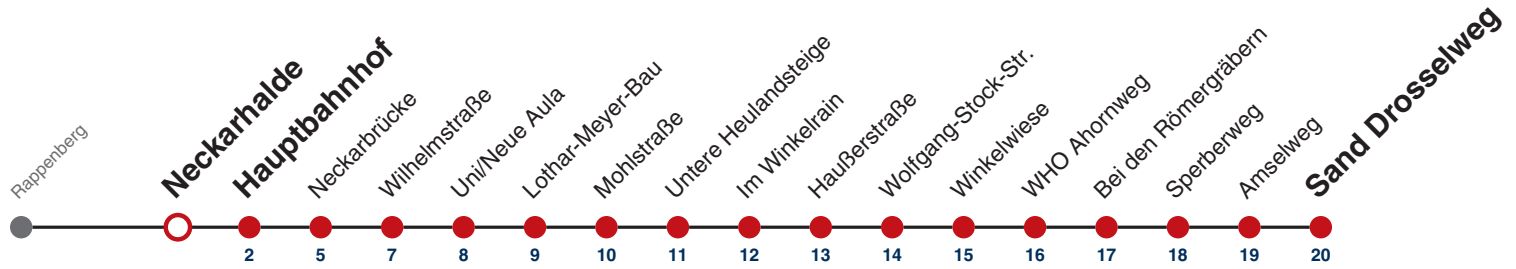 Rappenberg
Neckarhalde
Hauptbahnhof
Neckarbrücke
Wilhelmstraße
Uni/Neue Aula
Lothar-Meyer-Bau
Mohlstraße
Untere Heulandsteige
Im Winkelrain
Haußerstraße
Wolfgang-Stock-Str.
Winkelwiese
WHO Ahornweg
Bei den Römergräbern
Sperberweg
Amselweg
Sand Drosselweg
2 5 7 8 9 10 11 12 13 14 15 16 17 18 19 20